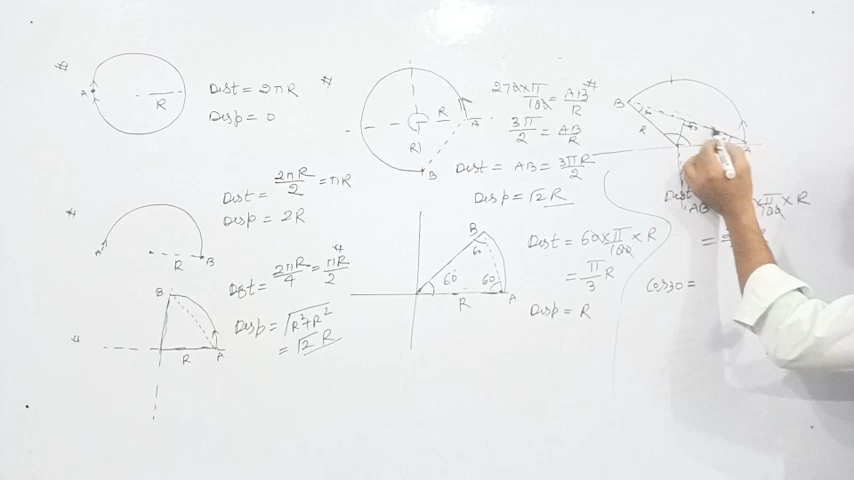 A
R
Dist = 2πR
Disp = 0
A
R
B
Dist = 2πR/2 = πR
Disp = 2R
B
R
A
Dist = 2πR/4 = πR/2
Disp = √R²+R²
= √2 R
R
A
R
B
270×π/180 = AB/R
3π/2 = AB/R
Dist = AB = 3πR/2
Disp = √2R
B
60
60
60
R
A
Dist = 60×π/180 × R
= π/3 R
Disp = R
B
R
Dist
AB
×π/180 × R
=
Cos30 =